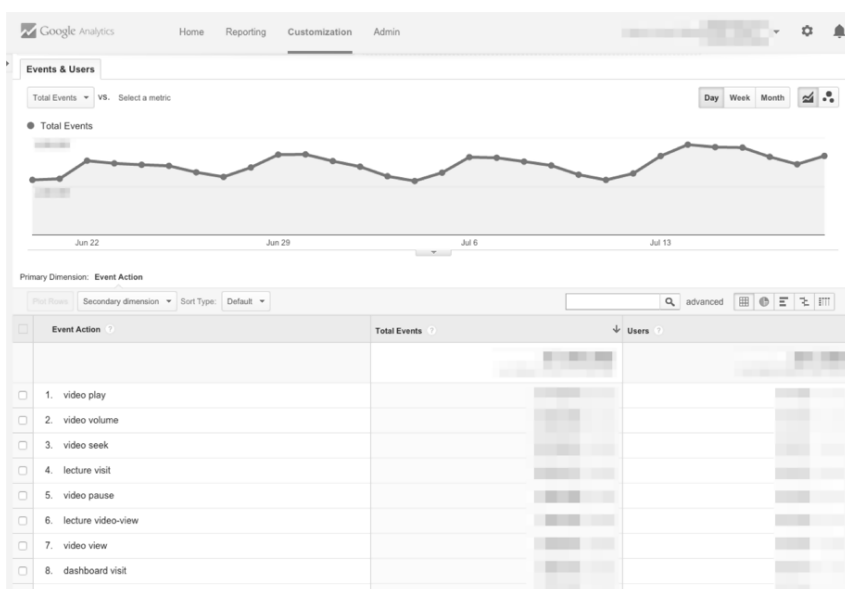 Google Analytics Home Reporting Customization Admin
Events & Users
Total Events VS. Select a metric Day Week Month
Total Events
Jun 22 Jun 29 Jul 6 Jul 13
Primary Dimension: Event Action
Plot Rows Secondary dimension Sort Type: Default advanced
Event Action ? Total Events ? Users ?
1. video play
2. video volume
3. video seek
4. lecture visit
5. video pause
6. lecture video-view
7. video view
8. dashboard visit